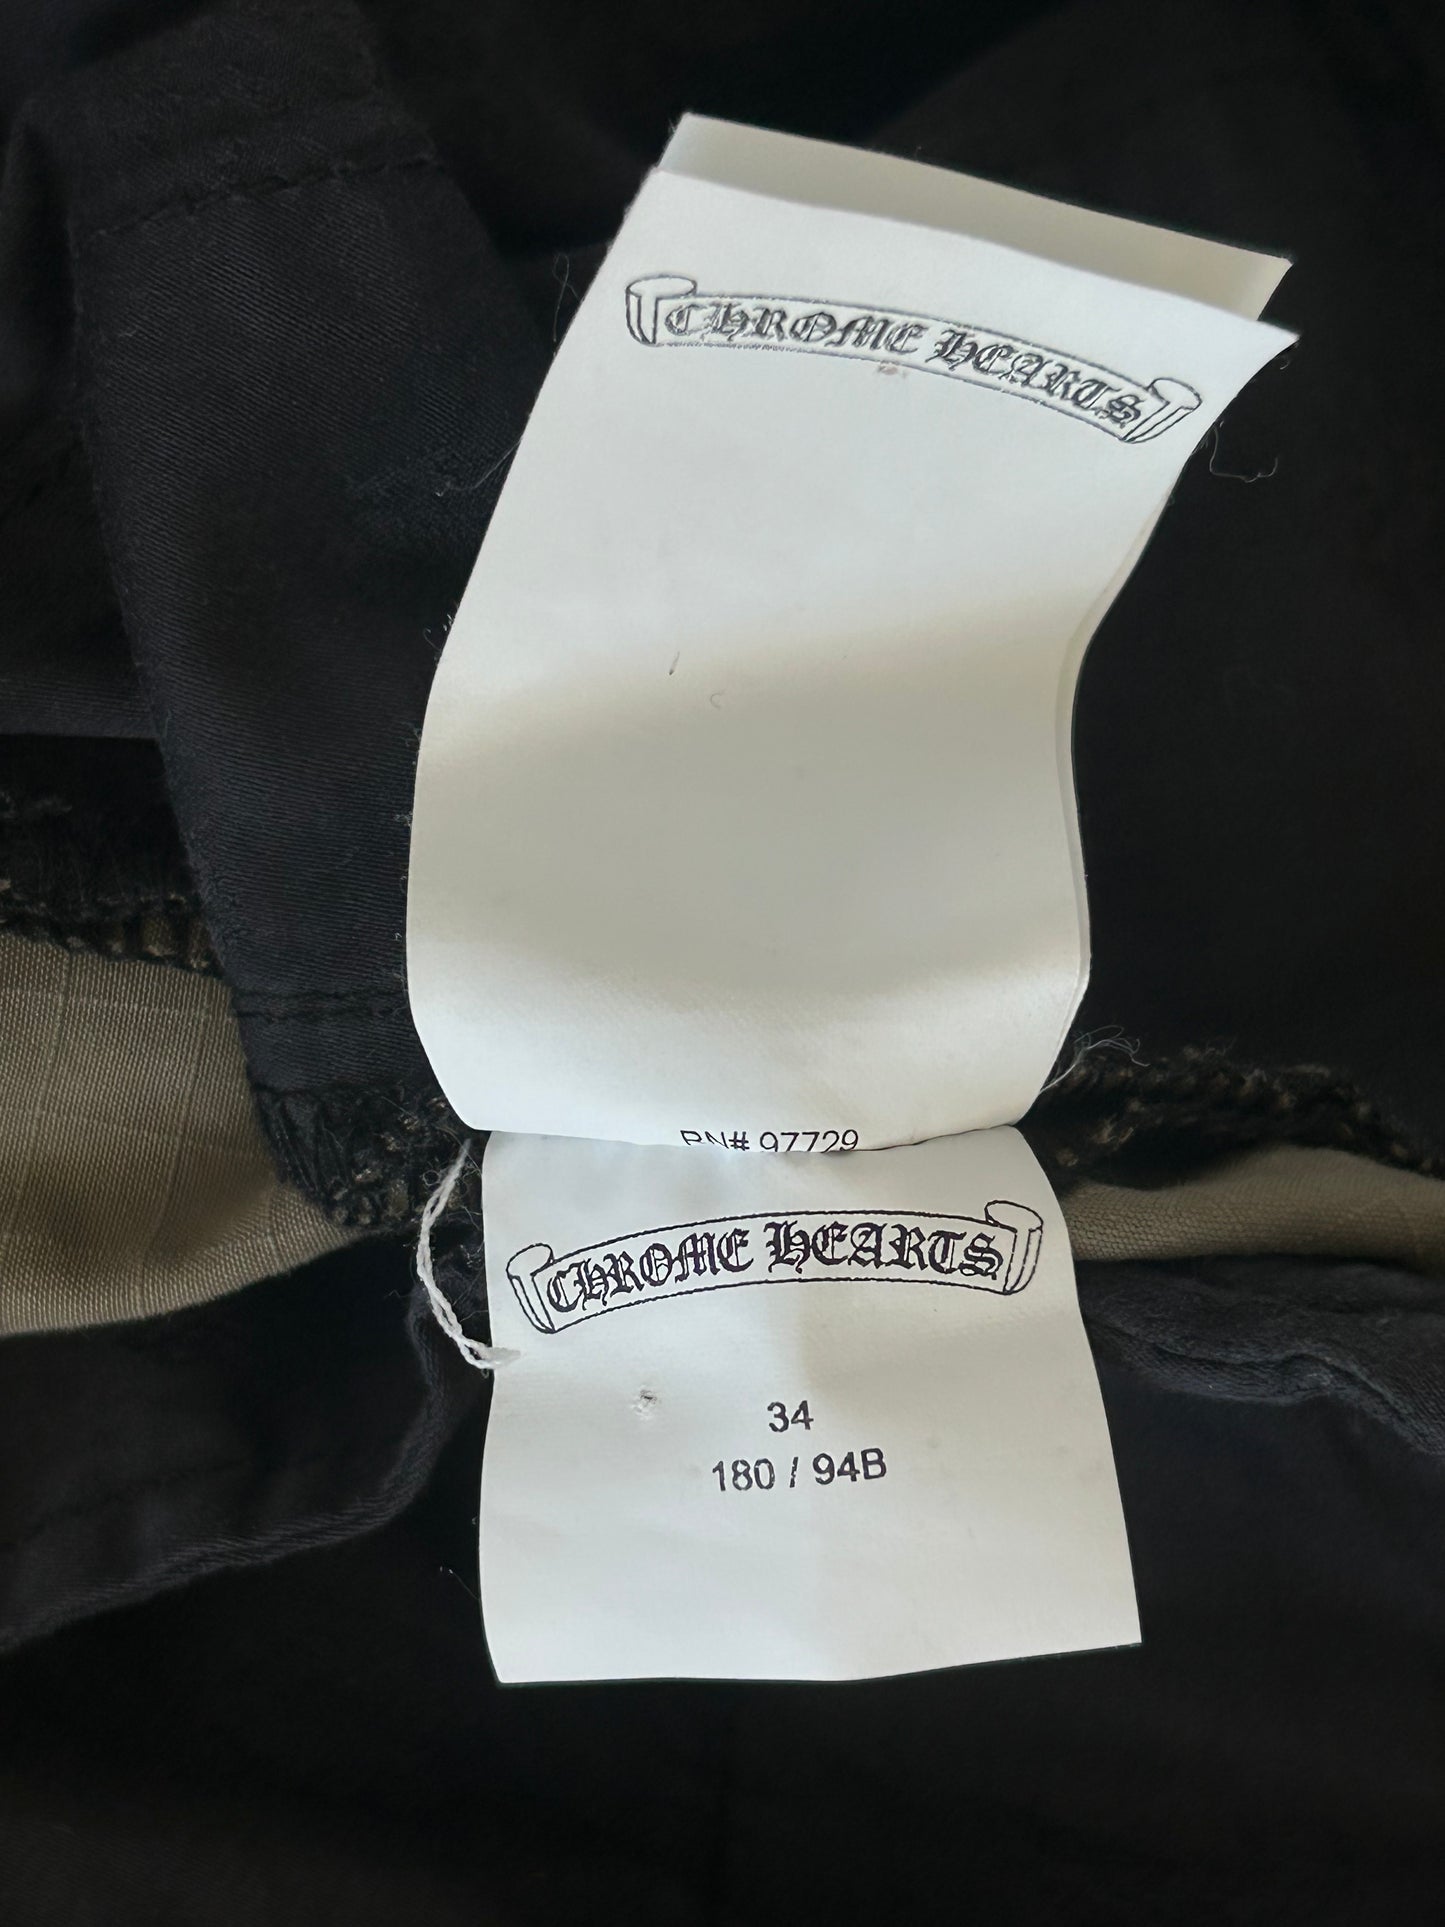 CHROME HEARTS
RN# 97729
CHROME HEARTS
34
180 / 94B